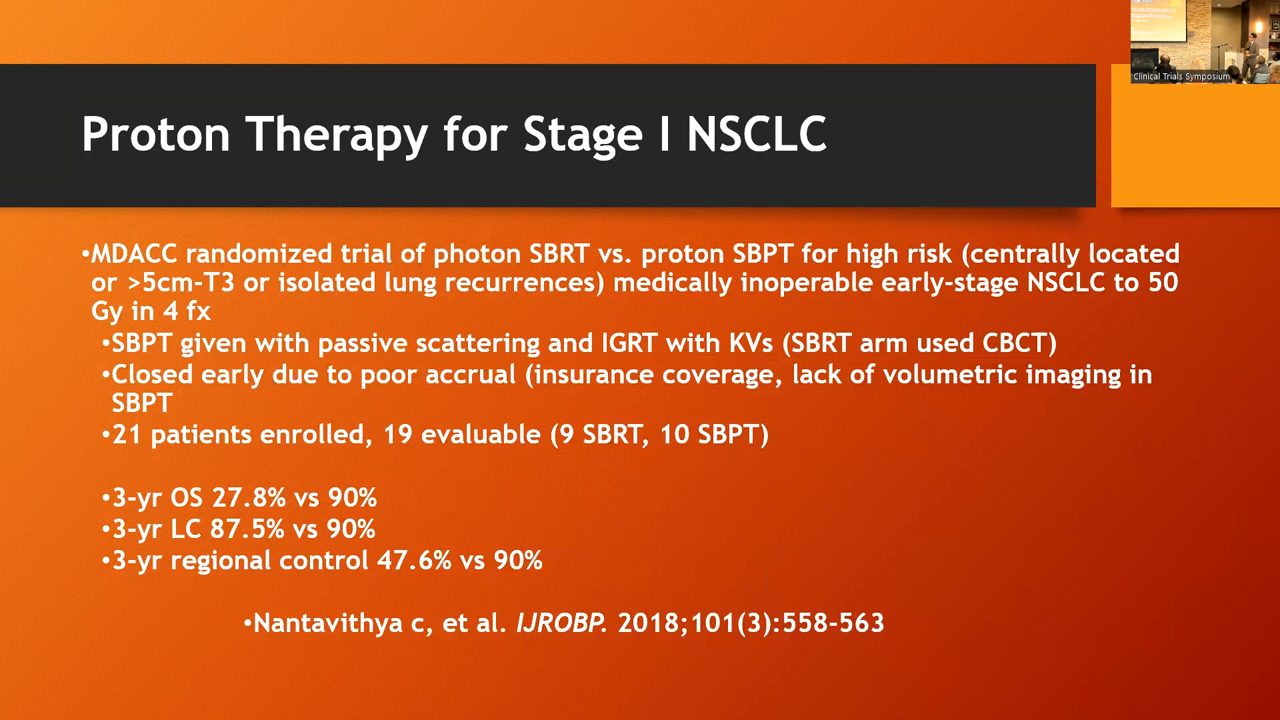 Clinical Trials Symposium
Proton Therapy for Stage I NSCLC
•MDACC randomized trial of photon SBRT vs. proton SBPT for high risk (centrally located
or >5cm-T3 or isolated lung recurrences) medically inoperable early-stage NSCLC to 50
Gy in 4 fx
•SBPT given with passive scattering and IGRT with KVs (SBRT arm used CBCT)
•Closed early due to poor accrual (insurance coverage, lack of volumetric imaging in
SBPT
•21 patients enrolled, 19 evaluable (9 SBRT, 10 SBPT)
•3-yr OS 27.8% vs 90%
•3-yr LC 87.5% vs 90%
•3-yr regional control 47.6% vs 90%
•Nantavithya c, et al. IJROBP. 2018;101(3):558-563